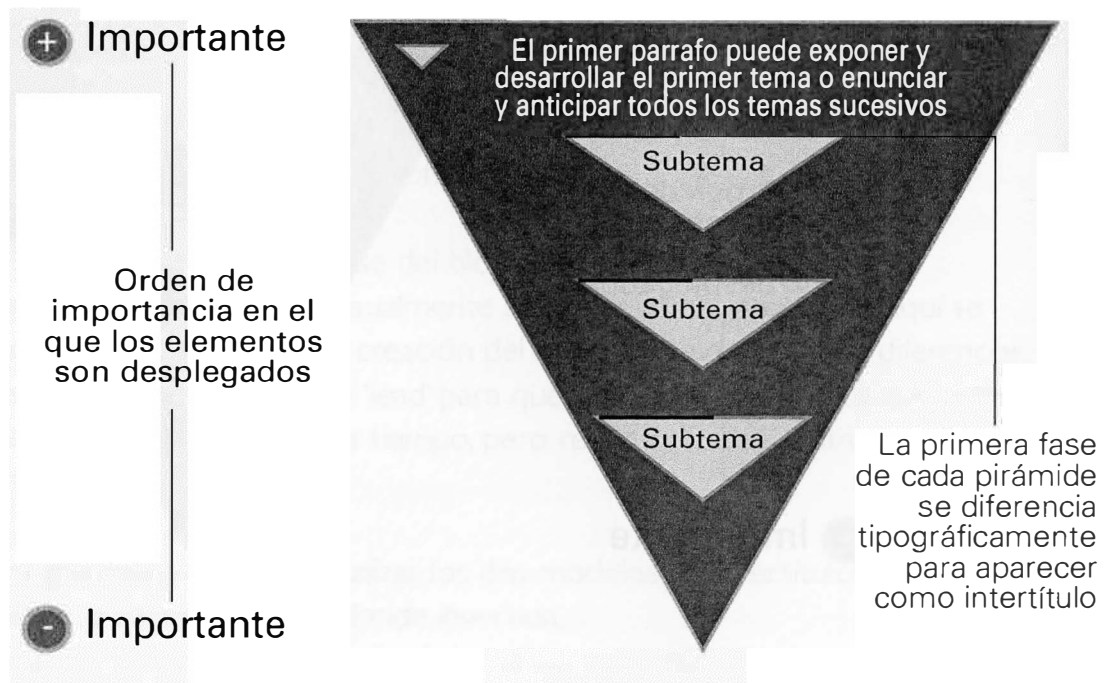 + Importante
El primer parrafo puede exponer y
desarrollar el primer tema o enunciar
y anticipar todos los temas sucesivos
Subtema
Orden de
importancia en el
que los elementos
son desplegados
Subtema
Subtema
La primera fase
de cada pirámide
se diferencia
tipográficamente
para aparecer
como intertítulo
- Importante